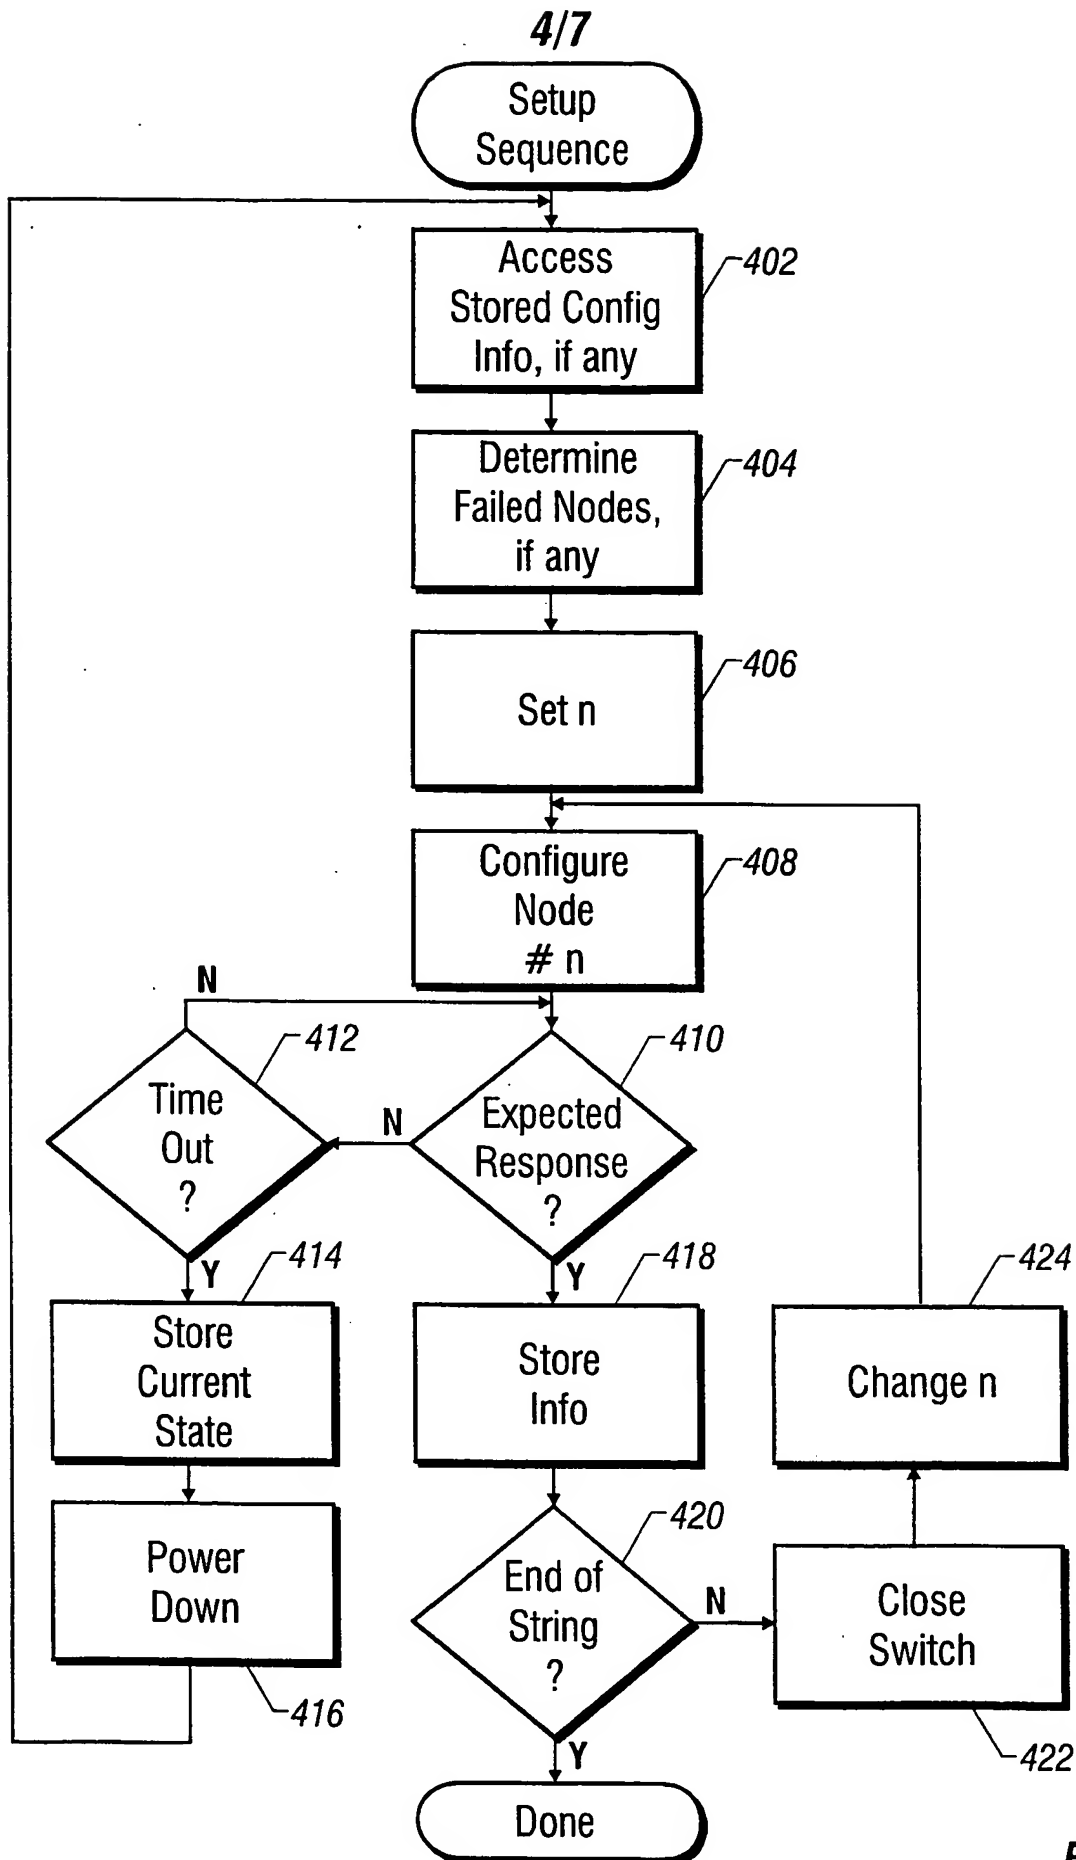 4/7
Setup
Sequence
Access
Stored Config
Info, if any
402
Determine
Failed Nodes,
if any
404
Set n
406
Configure
Node
# n
408
N
412
Time
Out
?
N
410
Expected
Response
?
Y
414
Store
Current
State
Y
418
Store
Info
424
Change n
Power
Down
416
420
End of
String
?
N
Close
Switch
422
Y
Done